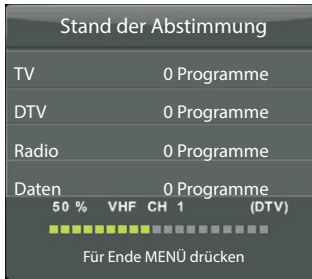 Stand der Abstimmung
TV 0 Programme
DTV 0 Programme
Radio 0 Programme
Daten 0 Programme
50 % VHF CH 1 (DTV)
Für Ende MENÜ drücken